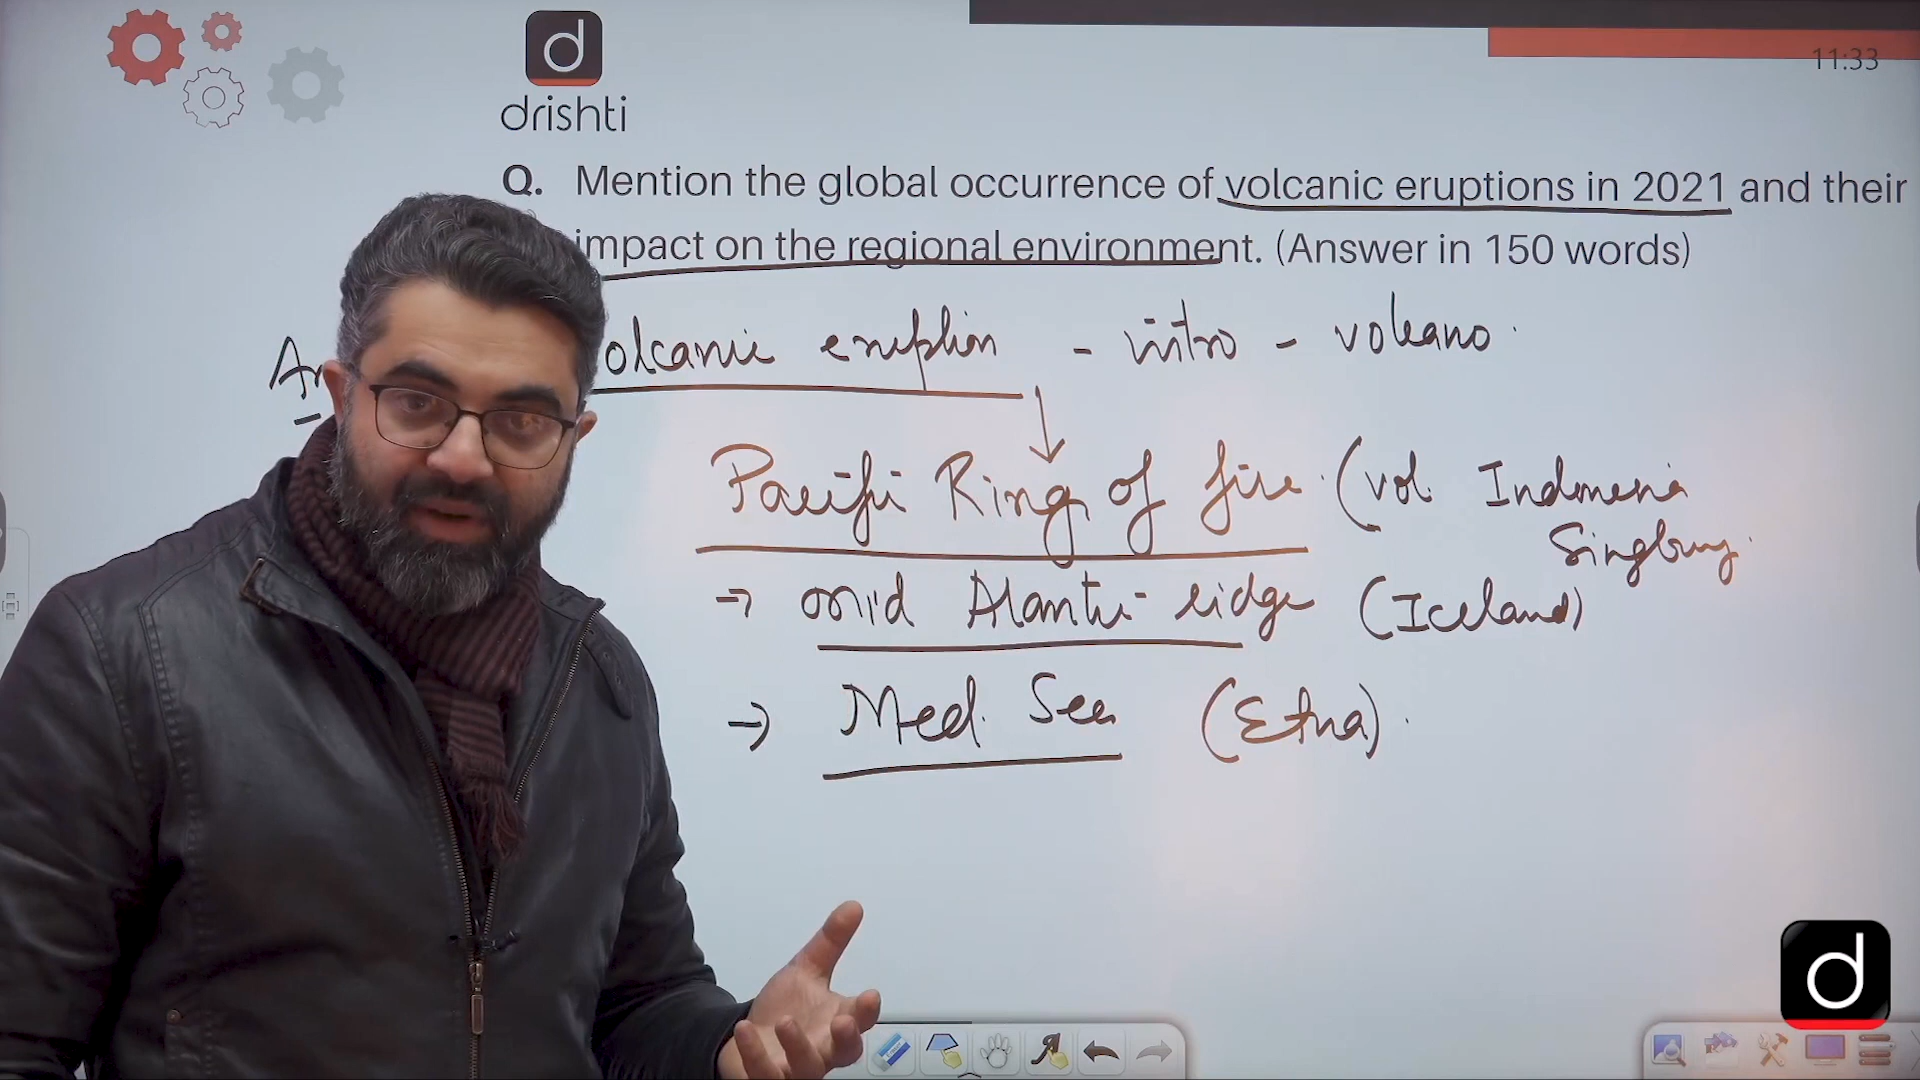 11:33
drishti
Q. Mention the global occurrence of volcanic eruptions in 2021 and their
impact on the regional environment. (Answer in 150 words)
olcanic eruption - intro - volcano.
Pacific Ring of fire. (vol. Indonesia
→ mid Atlantic ridge (Iceland)
→ Med. Sea (Etna).